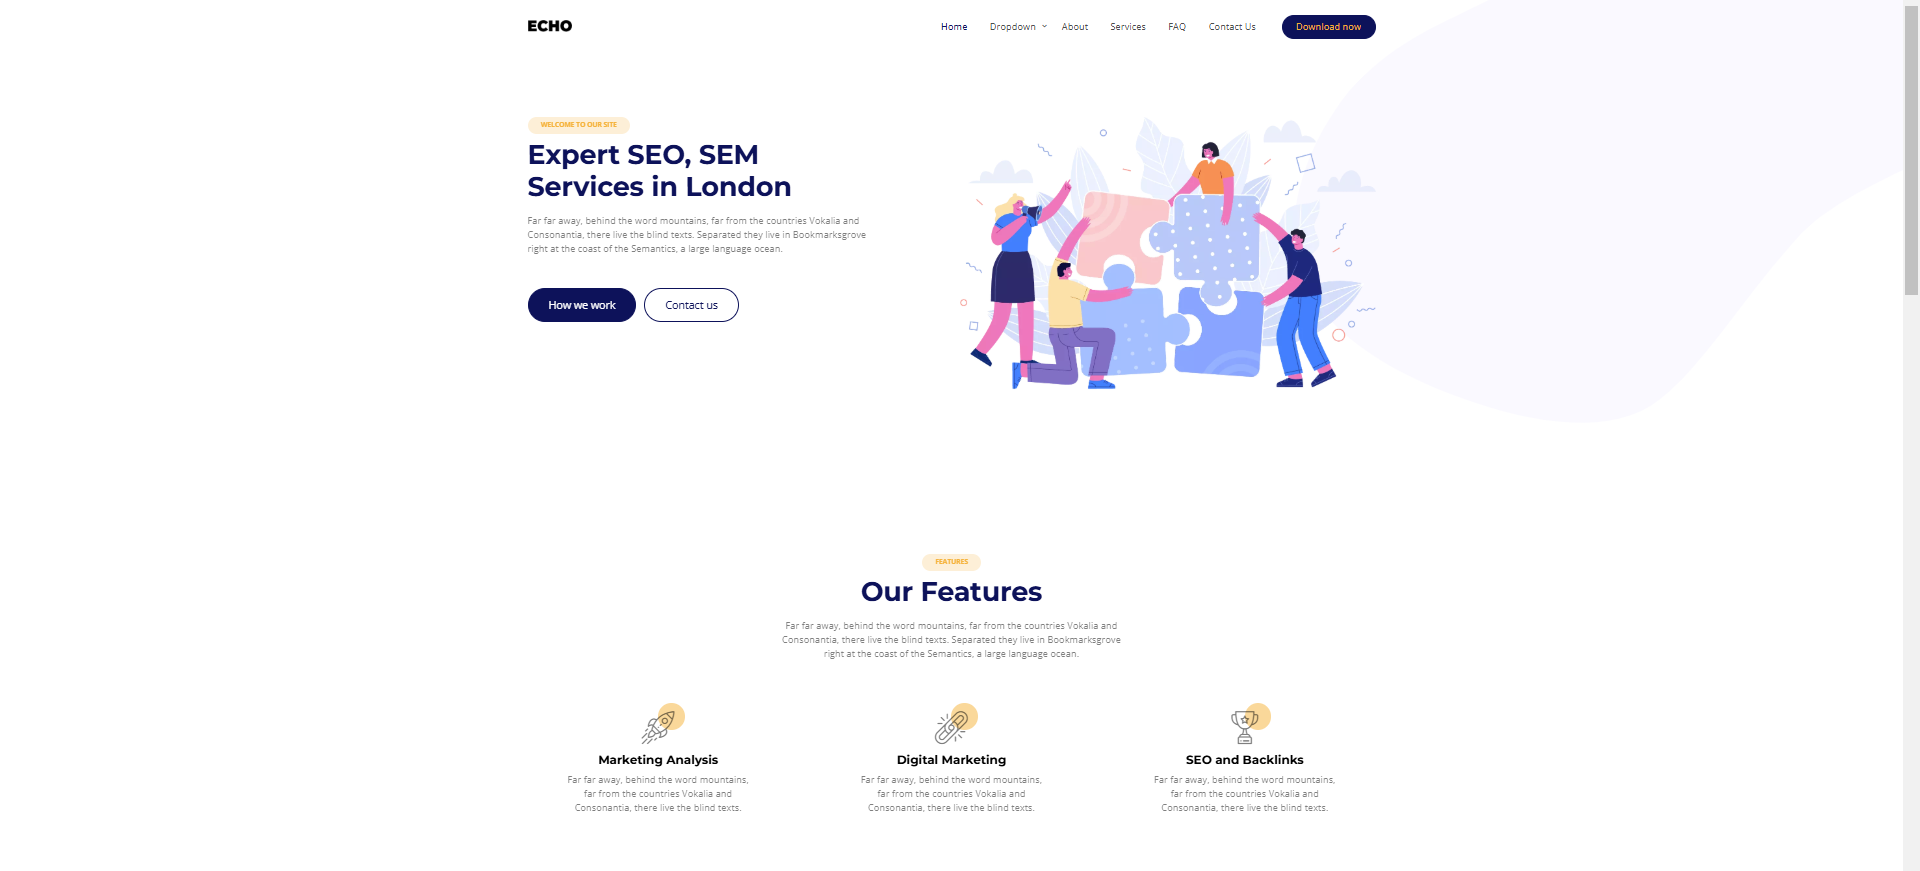 ECHO
Home Dropdown About Services FAQ Contact Us Download now
WELCOME TO OUR SITE
Expert SEO, SEM
Services in London
Far far away, behind the word mountains, far from the countries Vokalia and
Consonantia, there live the blind texts. Separated they live in Bookmarksgrove
right at the coast of the Semantics, a large language ocean.
How we work Contact us
FEATURES
Our Features
Far far away, behind the word mountains, far from the countries Vokalia and
Consonantia, there live the blind texts. Separated they live in Bookmarksgrove
right at the coast of the Semantics, a large language ocean.
Marketing Analysis
Far far away, behind the word mountains,
far from the countries Vokalia and
Consonantia, there live the blind texts.
Digital Marketing
Far far away, behind the word mountains,
far from the countries Vokalia and
Consonantia, there live the blind texts.
SEO and Backlinks
Far far away, behind the word mountains,
far from the countries Vokalia and
Consonantia, there live the blind texts.